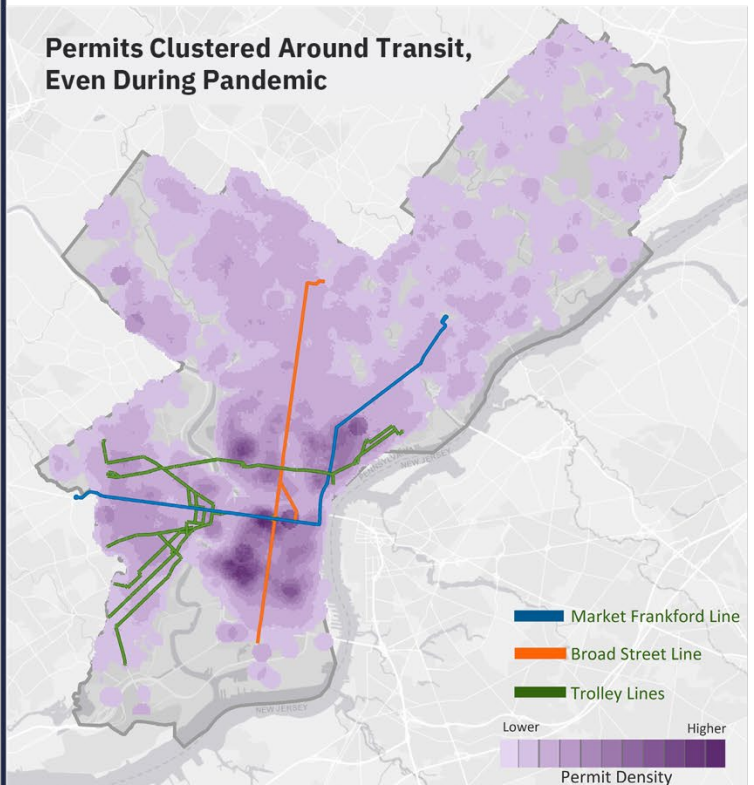 Permits Clustered Around Transit,
Even During Pandemic
PENNSYLVANIA
NEW JERSEY
Market Frankford Line
Broad Street Line
Trolley Lines
NEW JERSEY
Lower
Higher
Permit Density